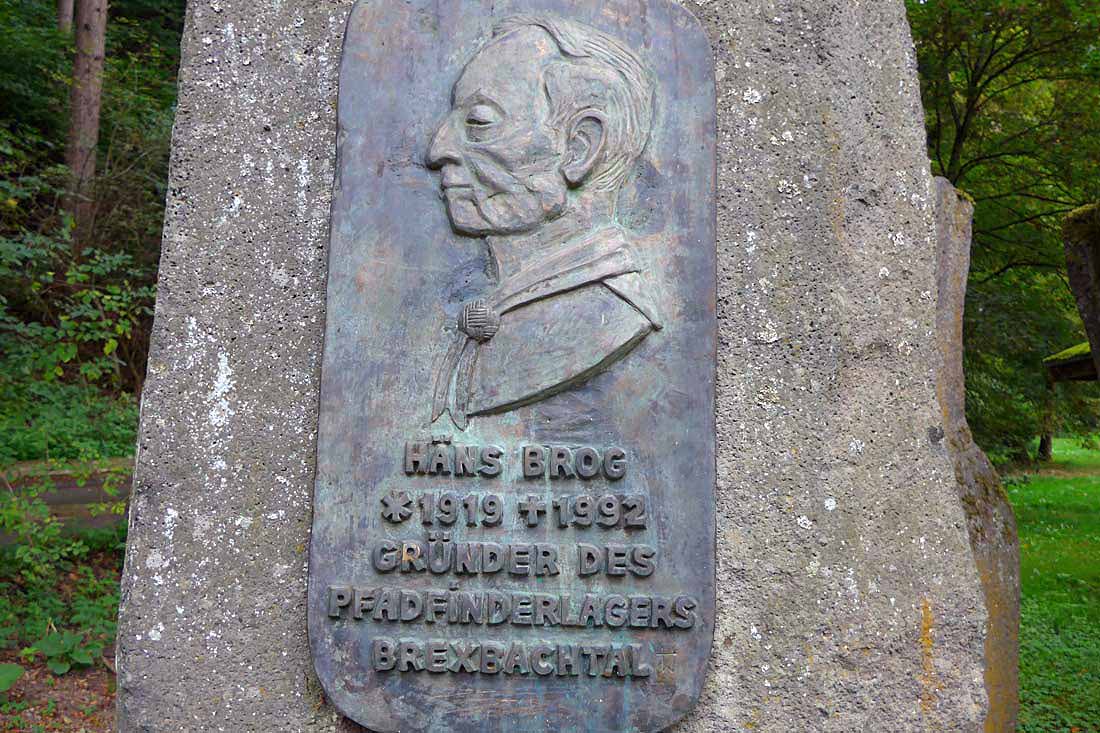 HÄNS BROG
*1919 ✝1992
GRÜNDER DES
PFADFINDERLAGERS
BREXBACHTAL